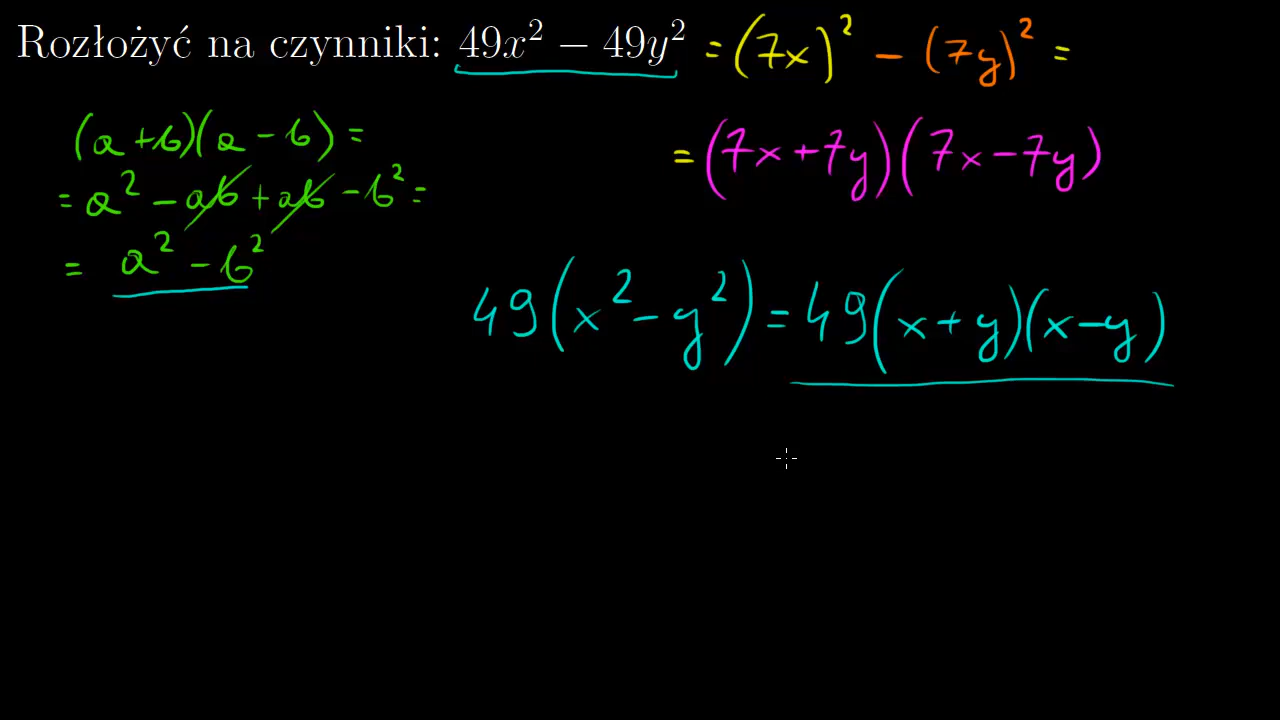 Rozłożyć na czynniki: 49x² − 49y² = (7x)² − (7y)² =
= (7x + 7y)(7x − 7y)
(a + b)(a − b) =
= a² − ab + ab − b² =
= a² − b²
49(x² − y²) = 49(x + y)(x − y)